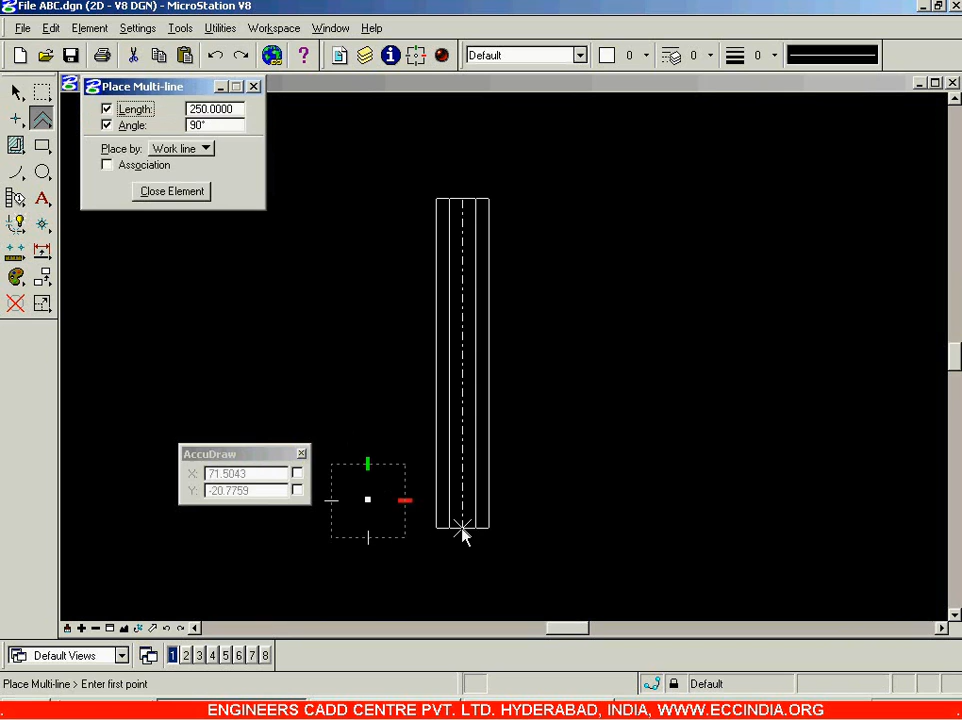 File ABC.dgn (2D - V8 DGN) - MicroStation V8
File Edit Element Settings Tools Utilities Workspace Window Help
Default 0 0 0
Place Multi-line
Length: 250.0000
Angle: 90°
Place by: Work line
Association
Close Element
AccuDraw
X: 71.5043
Y: -20.7759
Default Views 1 2 3 4 5 6 7 8
Place Multi-line > Enter first point Default
ENGINEERS CADD CENTRE PVT. LTD. HYDERABAD, INDIA, WWW.ECCINDIA.ORG